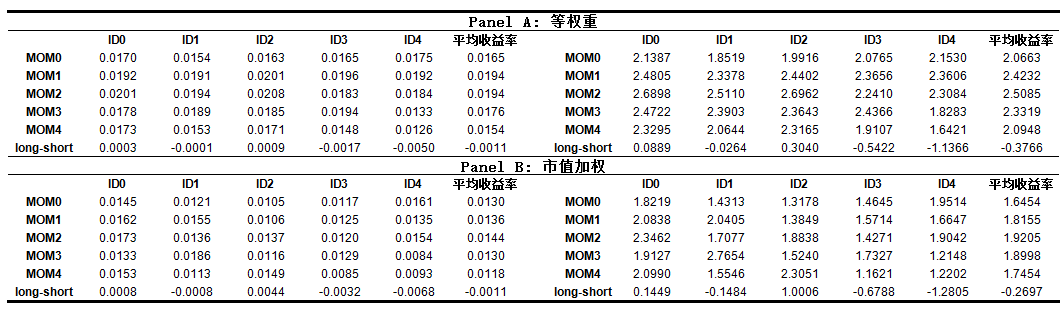 Panel A: 等权重
ID0 ID1 ID2 ID3 ID4 平均收益率 ID0 ID1 ID2 ID3 ID4 平均收益率
MOM0 0.0170 0.0154 0.0163 0.0165 0.0175 0.0165 MOM0 2.1387 1.8519 1.9916 2.0765 2.1530 2.0663
MOM1 0.0192 0.0191 0.0201 0.0196 0.0192 0.0194 MOM1 2.4805 2.3378 2.4402 2.3656 2.3606 2.4232
MOM2 0.0201 0.0194 0.0208 0.0183 0.0184 0.0194 MOM2 2.6898 2.5110 2.6962 2.2410 2.3084 2.5085
MOM3 0.0178 0.0189 0.0185 0.0194 0.0133 0.0176 MOM3 2.4722 2.3903 2.3643 2.4366 1.8283 2.3319
MOM4 0.0173 0.0153 0.0171 0.0148 0.0126 0.0154 MOM4 2.3295 2.0644 2.3165 1.9107 1.6421 2.0948
long-short 0.0003 -0.0001 0.0009 -0.0017 -0.0050 -0.0011 long-short 0.0889 -0.0264 0.3040 -0.5422 -1.1366 -0.3766
Panel B: 市值加权
ID0 ID1 ID2 ID3 ID4 平均收益率 ID0 ID1 ID2 ID3 ID4 平均收益率
MOM0 0.0145 0.0121 0.0105 0.0117 0.0161 0.0130 MOM0 1.8219 1.4313 1.3178 1.4645 1.9514 1.6454
MOM1 0.0162 0.0155 0.0106 0.0125 0.0135 0.0136 MOM1 2.0838 2.0405 1.3849 1.5714 1.6647 1.8155
MOM2 0.0173 0.0136 0.0137 0.0120 0.0154 0.0144 MOM2 2.3462 1.7077 1.8838 1.4271 1.9042 1.9205
MOM3 0.0133 0.0186 0.0116 0.0129 0.0084 0.0130 MOM3 1.9127 2.7654 1.5240 1.7327 1.2148 1.8998
MOM4 0.0153 0.0113 0.0149 0.0085 0.0093 0.0118 MOM4 2.0990 1.5546 2.3051 1.1621 1.2202 1.7454
long-short 0.0008 -0.0008 0.0044 -0.0032 -0.0068 -0.0011 long-short 0.1449 -0.1484 1.0006 -0.6788 -1.2805 -0.2697